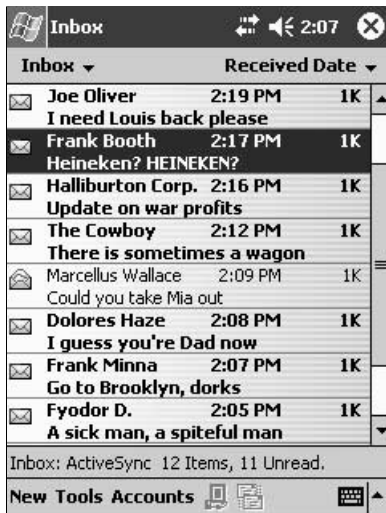 Inbox 2:07
Inbox Received Date
Joe Oliver 2:19 PM 1K
I need Louis back please
Frank Booth 2:17 PM 1K
Heineken? HEINEKEN?
Halliburton Corp. 2:16 PM 1K
Update on war profits
The Cowboy 2:12 PM 1K
There is sometimes a wagon
Marcellus Wallace 2:09 PM 1K
Could you take Mia out
Dolores Haze 2:08 PM 1K
I guess you're Dad now
Frank Minna 2:07 PM 1K
Go to Brooklyn, dorks
Fyodor D. 2:05 PM 1K
A sick man, a spiteful man
Inbox: ActiveSync 12 Items, 11 Unread.
New Tools Accounts